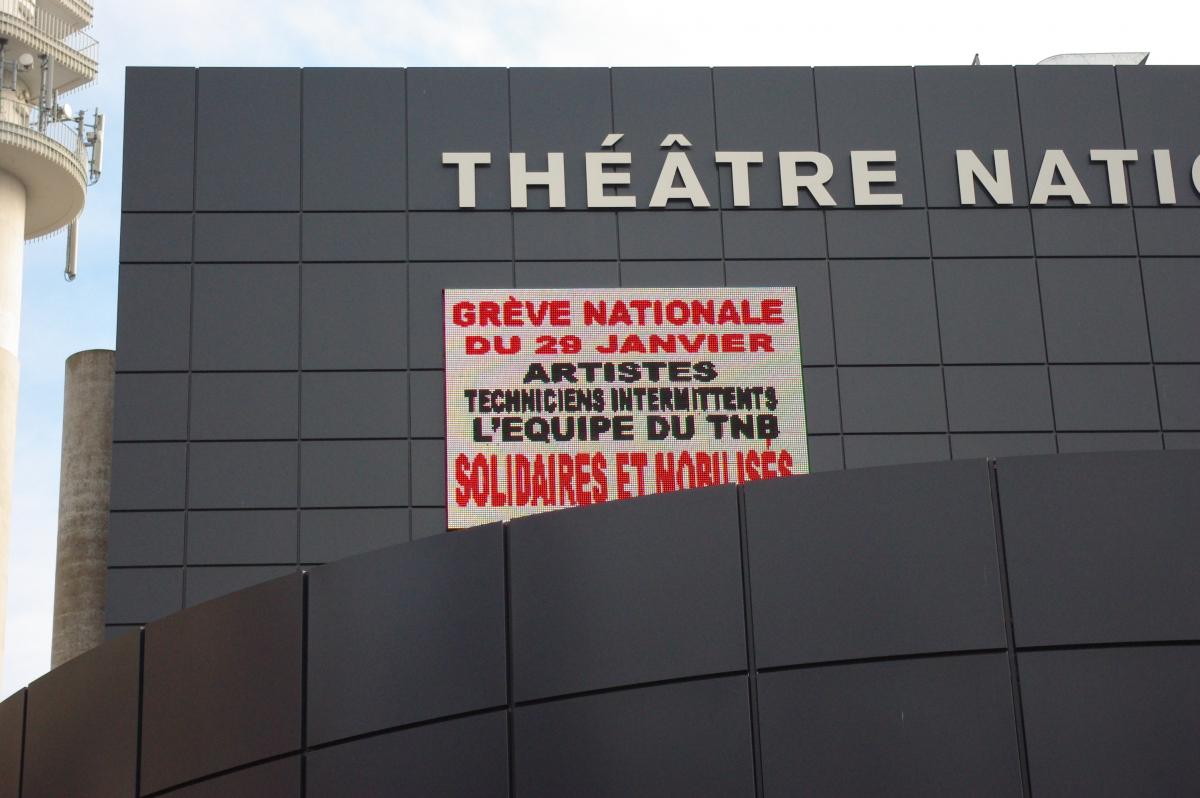 THÉÂTRE NATIO
GRÈVE NATIONALE
DU 29 JANVIER
ARTISTES
TECHNICIENS INTERMITTENTS
L'EQUIPE DU TNB
SOLIDAIRES ET MOBILISÉS